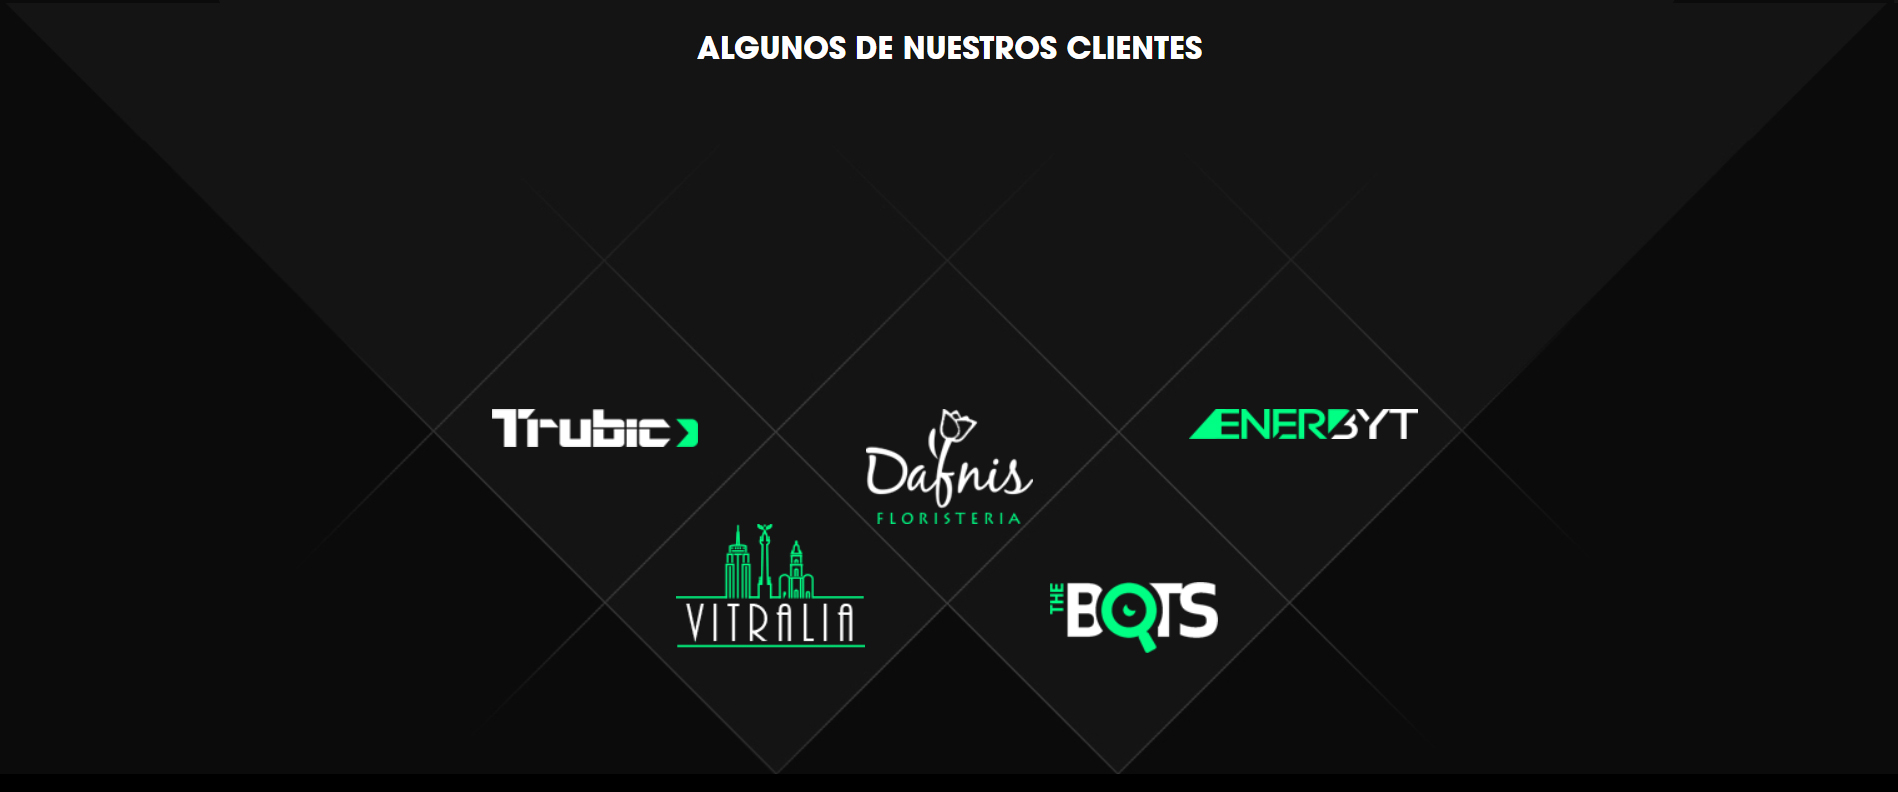 ALGUNOS DE NUESTROS CLIENTES
Trubic
Dafnis
FLORISTERIA
ENERBYT
VITRALIA
THE BOTS